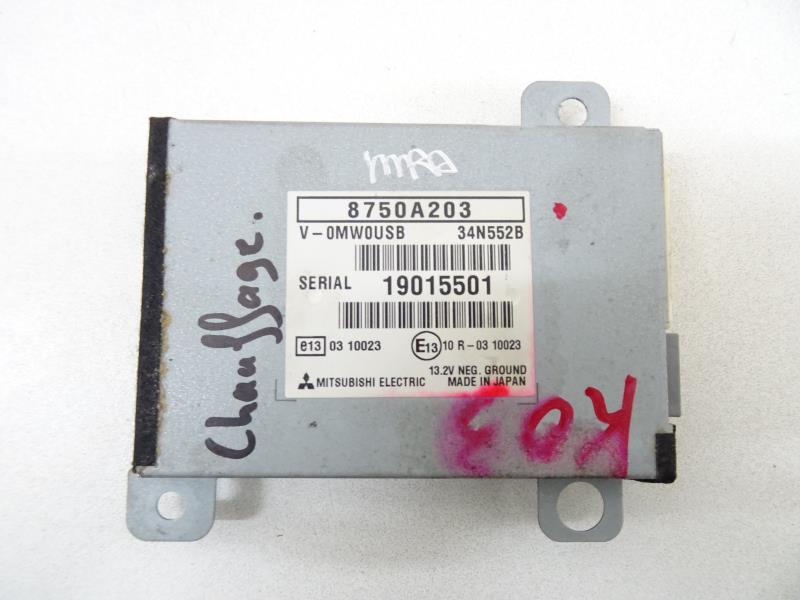 8750A203
V-0MW0USB 34N552B
SERIAL 19015501
e13 03 10023 E13 10 R-03 10023
13.2V NEG. GROUND
MITSUBISHI ELECTRIC MADE IN JAPAN
Chauffage.